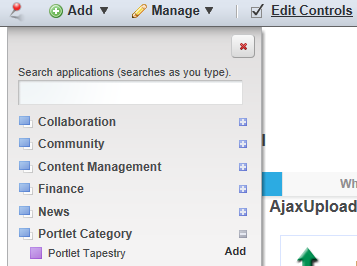 Add Manage Edit Controls
Search applications (searches as you type).
Collaboration
Community
Content Management
Finance
News
Portlet Category
Portlet Tapestry Add
Wh
AjaxUpload